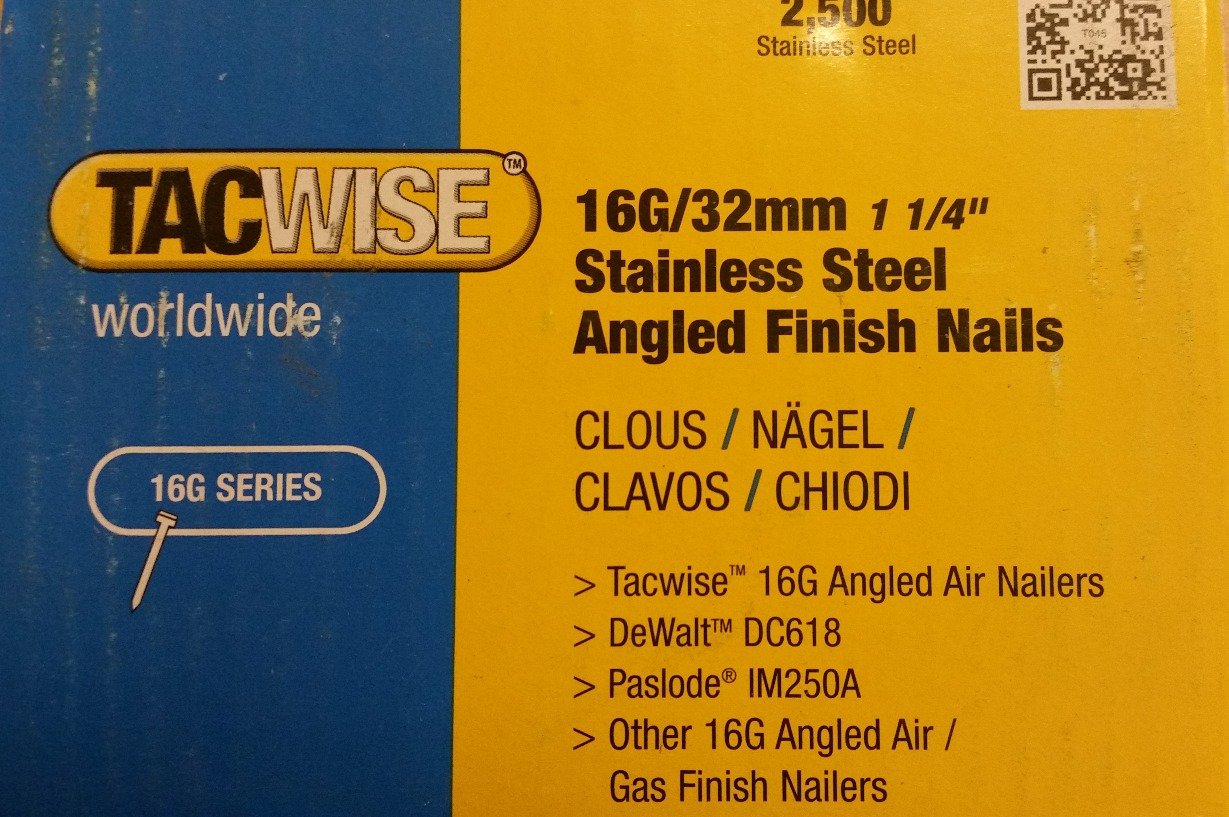 2,500
Stainless Steel
T045
TACWISE™
worldwide
16G/32mm 1 1/4"
Stainless Steel
Angled Finish Nails
CLOUS / NÄGEL /
CLAVOS / CHIODI
16G SERIES
> Tacwise™ 16G Angled Air Nailers
> DeWalt™ DC618
> Paslode® IM250A
> Other 16G Angled Air /
Gas Finish Nailers